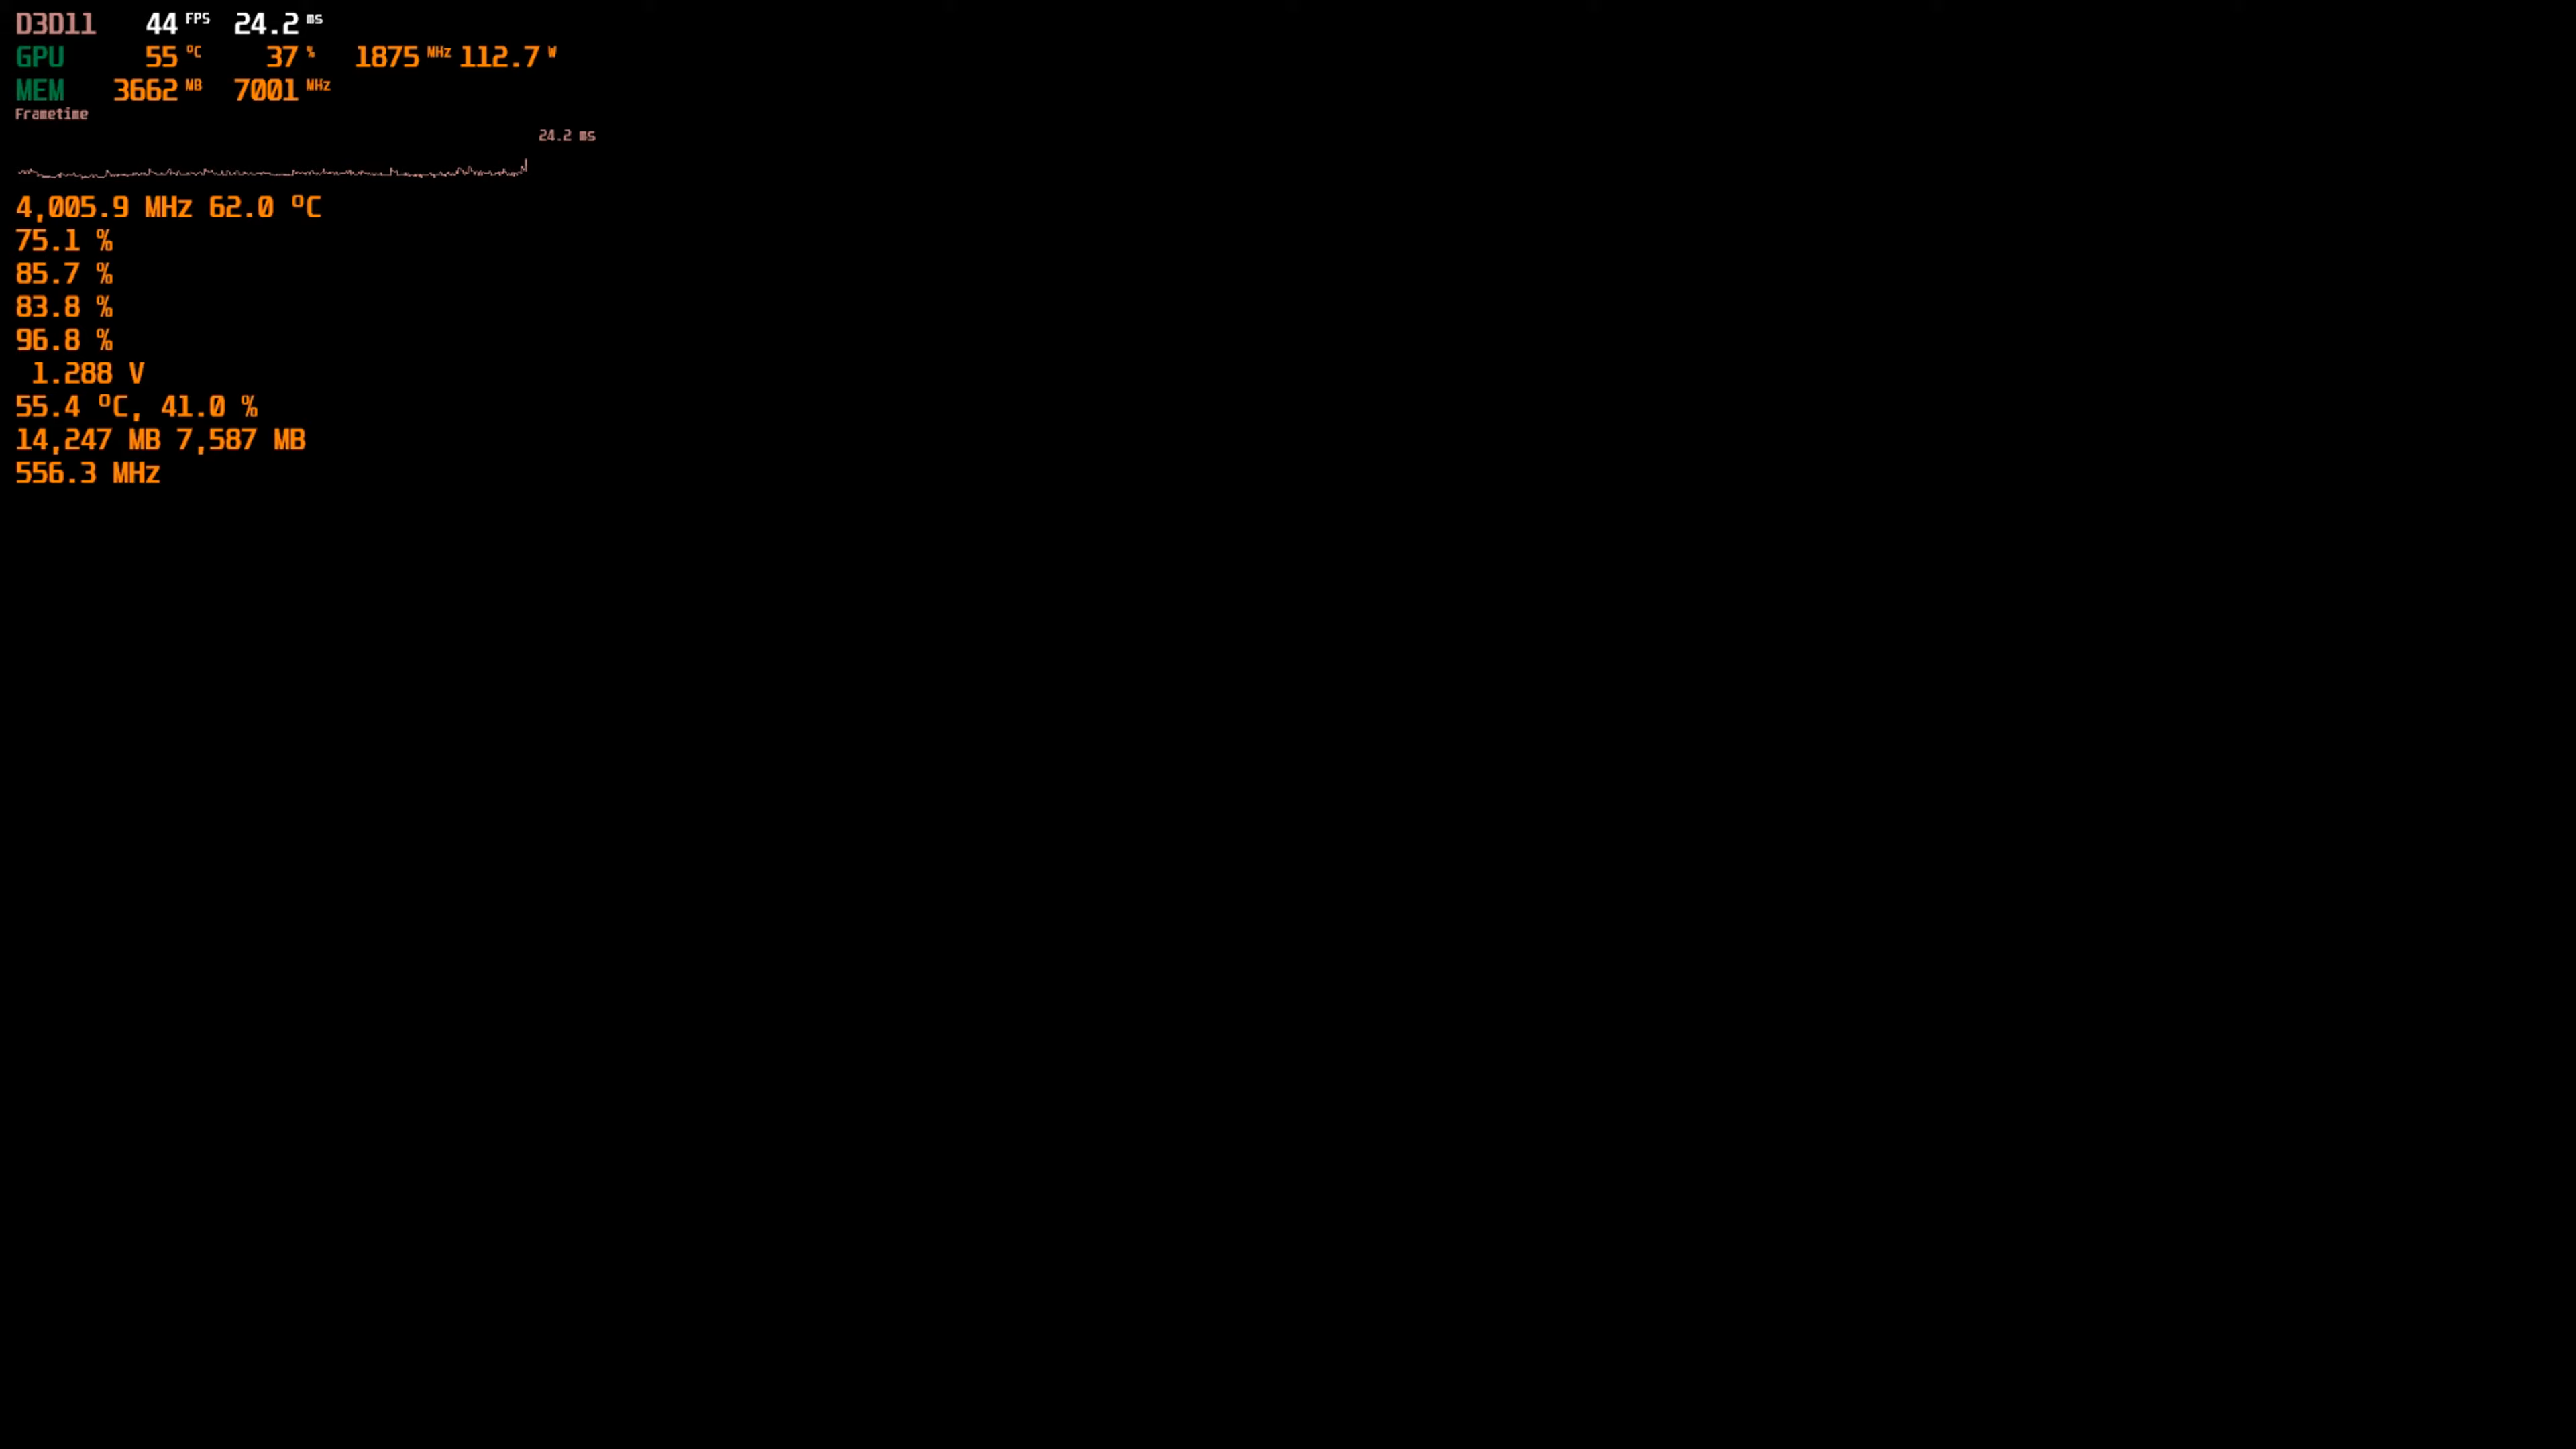 D3D11 44 FPS 24.2 ms
GPU 55 °C 37 % 1875 MHz 112.7 W
MEM 3662 MB 7001 MHz
Frametime
24.2 ms
4,005.9 MHz 62.0 °C
75.1 %
85.7 %
83.8 %
96.8 %
1.288 V
55.4 °C, 41.0 %
14,247 MB 7,587 MB
556.3 MHz